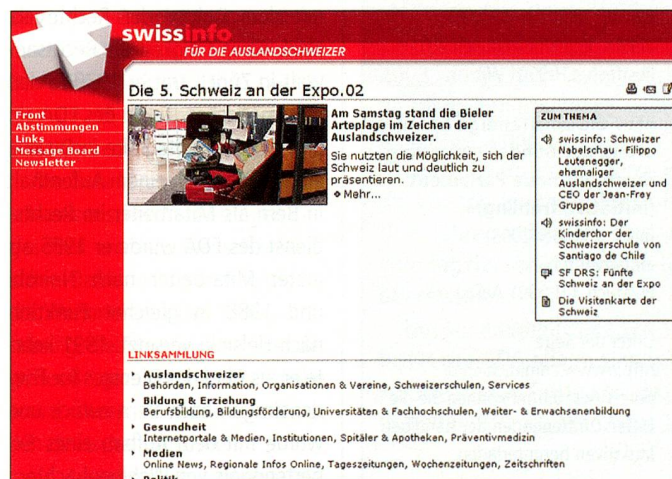 swissinfo
FÜR DIE AUSLANDSCHWEIZER
Front
Abstimmungen
Links
Message Board
Newsletter
Die 5. Schweiz an der Expo.02
Am Samstag stand die Bieler
Arteplage im Zeichen der
Auslandschweizer.
Sie nutzten die Möglichkeit, sich der
Schweiz laut und deutlich zu
präsentieren.
Mehr...
ZUM THEMA
swissinfo: Schweizer
Nabelschau - Filippo
Leutenegger,
ehemaliger
Auslandschweizer und
CEO der Jean-Frey
Gruppe
swissinfo: Der
Kinderchor der
Schweizerschule von
Santiago de Chile
SF DRS: Fünfte
Schweiz an der Expo
Die Visitenkarte der
Schweiz
LINKSAMMLUNG
Auslandschweizer
Behörden, Information, Organisationen & Vereine, Schweizerschulen, Services
Bildung & Erziehung
Berufsbildung, Bildungsförderung, Universitäten & Fachhochschulen, Weiter- & Erwachsenenbildung
Gesundheit
Internetportale & Medien, Institutionen, Spitäler & Apotheken, Präventivmedizin
Medien
Online News, Regionale Infos Online, Tageszeitungen, Wochenzeitungen, Zeitschriften
Politik